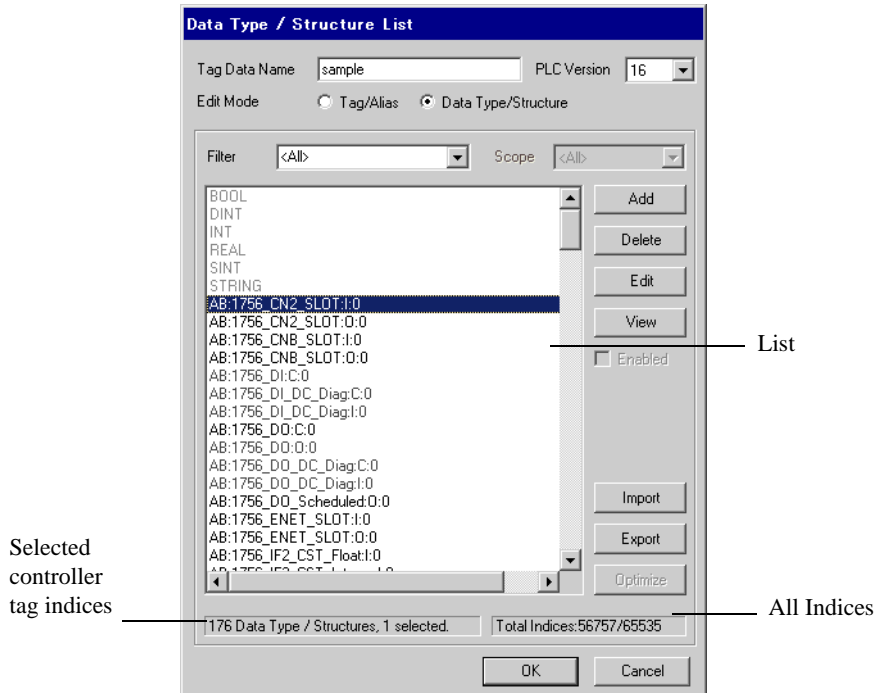 Data Type / Structure List
Tag Data Name sample PLC Version 16
Edit Mode Tag/Alias Data Type/Structure
Filter <All> Scope <All>
BOOL
DINT
INT
REAL
SINT
STRING
AB:1756_CN2_SLOT:I:0
AB:1756_CN2_SLOT:O:0
AB:1756_CNB_SLOT:I:0
AB:1756_CNB_SLOT:O:0
AB:1756_DI:C:0
AB:1756_DI_DC_Diag:C:0
AB:1756_DI_DC_Diag:I:0
AB:1756_DO:C:0
AB:1756_DO:O:0
AB:1756_DO_DC_Diag:C:0
AB:1756_DO_DC_Diag:I:0
AB:1756_DO_Scheduled:O:0
AB:1756_ENET_SLOT:I:0
AB:1756_ENET_SLOT:O:0
AB:1756_IF2_CST_Float:I:0
Add
Delete
Edit
View
Enabled
Import
Export
Optimize
List
Selected
controller
tag indices
176 Data Type / Structures, 1 selected. Total Indices:56757/65535
All Indices
OK Cancel